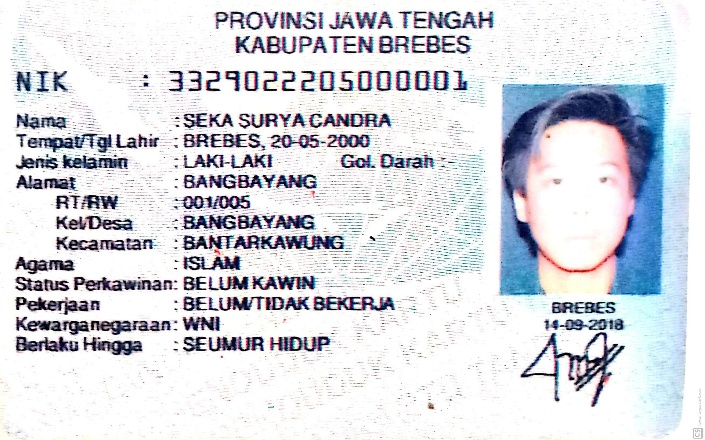 PROVINSI JAWA TENGAH
KABUPATEN BREBES
NIK : 3329022205000001
Nama : SEKA SURYA CANDRA
Tempat/Tgl Lahir : BREBES, 20-05-2000
Jenis kelamin : LAKI-LAKI Gol. Darah :-
Alamat : BANGBAYANG
RT/RW : 001/005
Kel/Desa : BANGBAYANG
Kecamatan : BANTARKAWUNG
Agama : ISLAM
Status Perkawinan: BELUM KAWIN
Pekerjaan : BELUM/TIDAK BEKERJA
Kewarganegaraan: WNI
Berlaku Hingga : SEUMUR HIDUP
BREBES
14-09-2018
CS